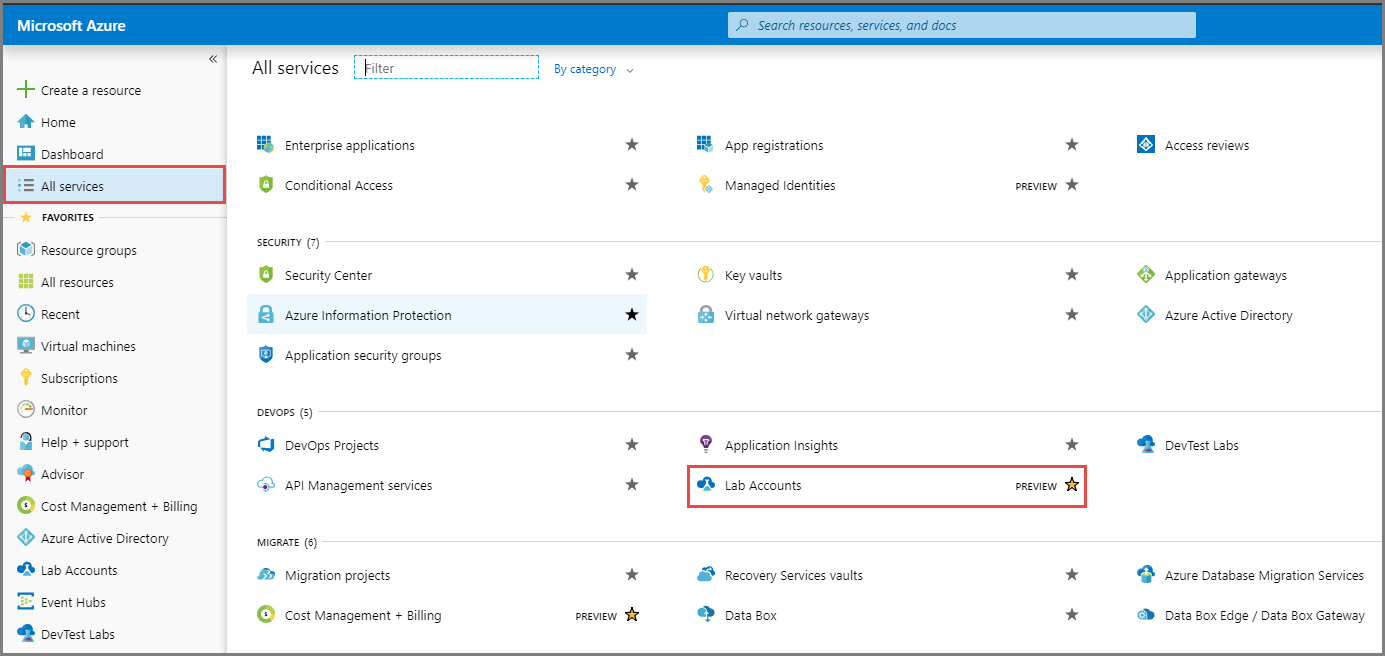 Microsoft Azure
Search resources, services, and docs
«
Create a resource
Home
Dashboard
All services
FAVORITES
Resource groups
All resources
Recent
Virtual machines
Subscriptions
Monitor
Help + support
Advisor
Cost Management + Billing
Azure Active Directory
Lab Accounts
Event Hubs
DevTest Labs
All services Filter By category
Enterprise applications App registrations Access reviews
Conditional Access Managed Identities PREVIEW
SECURITY (7)
Security Center Key vaults Application gateways
Azure Information Protection Virtual network gateways Azure Active Directory
Application security groups
DEVOPS (5)
DevOps Projects Application Insights DevTest Labs
API Management services Lab Accounts PREVIEW
MIGRATE (6)
Migration projects Recovery Services vaults Azure Database Migration Services
Cost Management + Billing PREVIEW Data Box Data Box Edge / Data Box Gateway